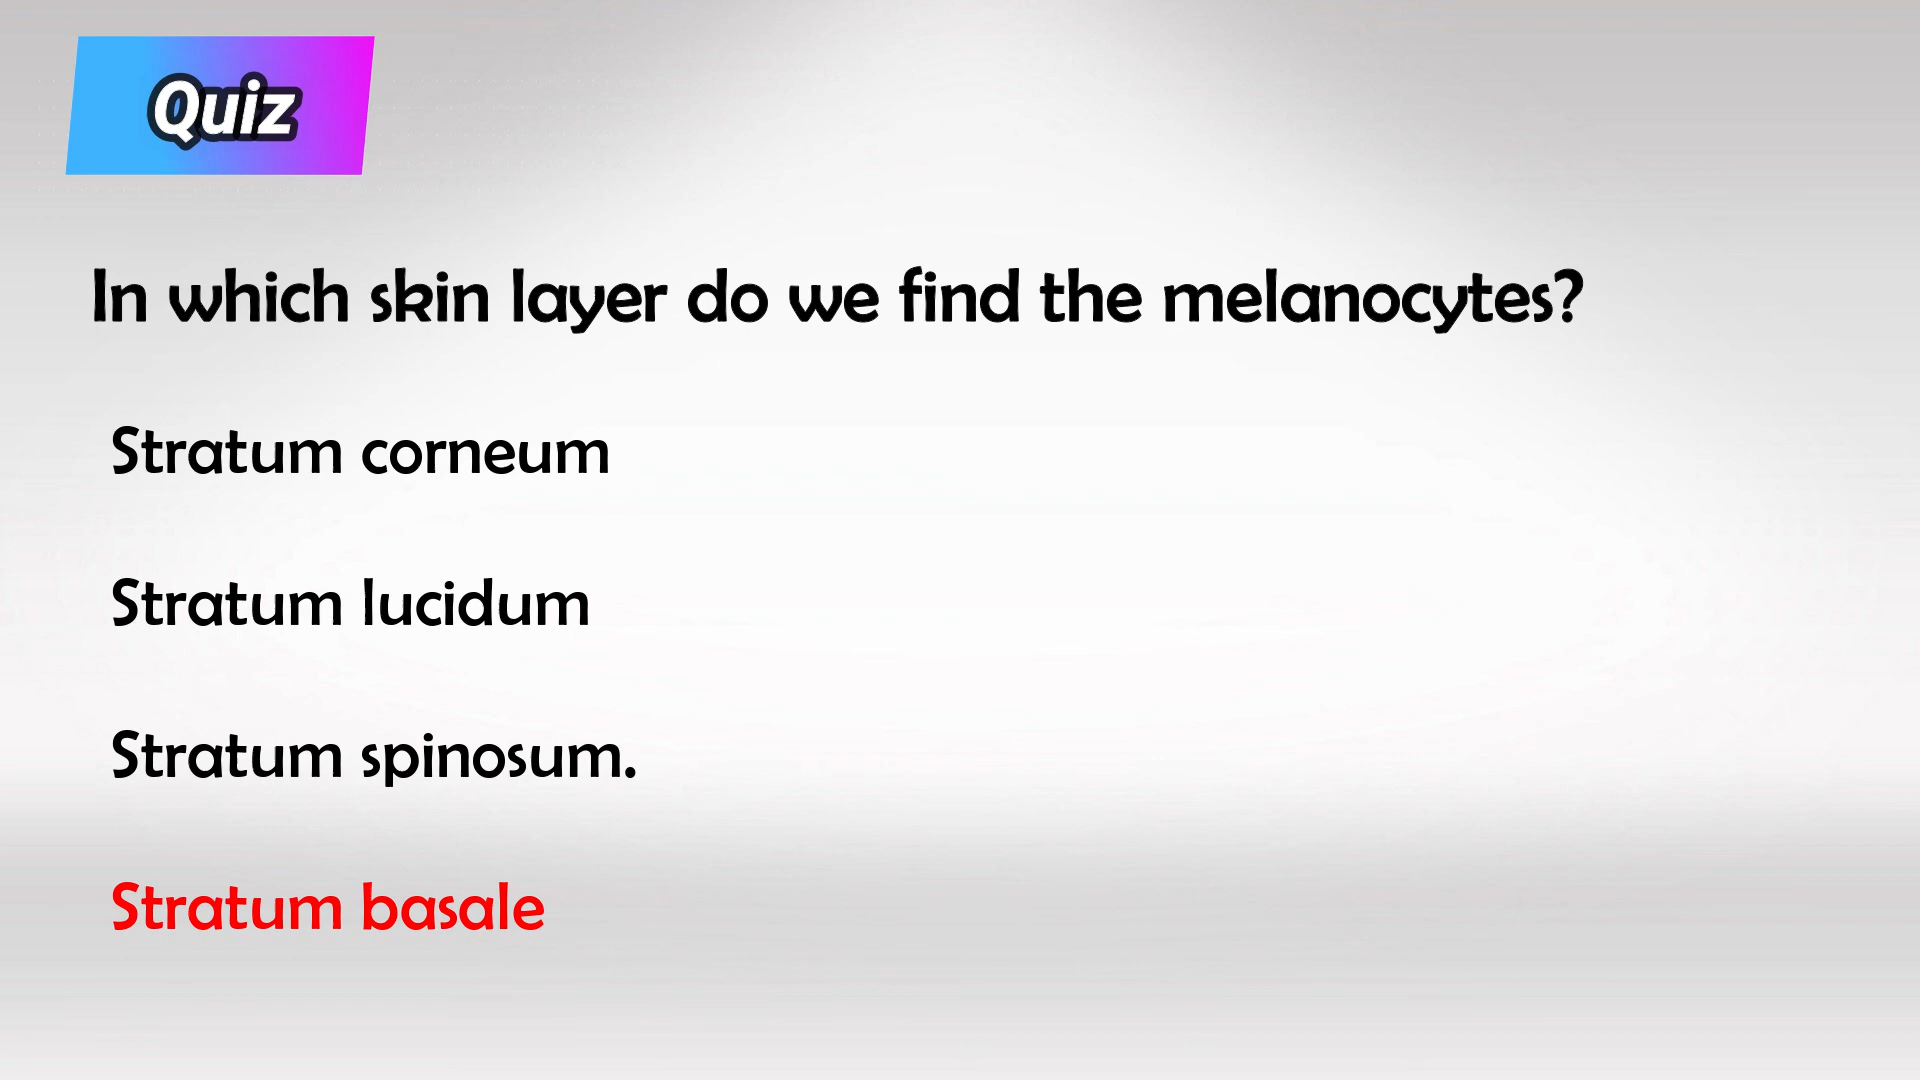 Quiz
In which skin layer do we find the melanocytes?
Stratum corneum
Stratum lucidum
Stratum spinosum.
Stratum basale